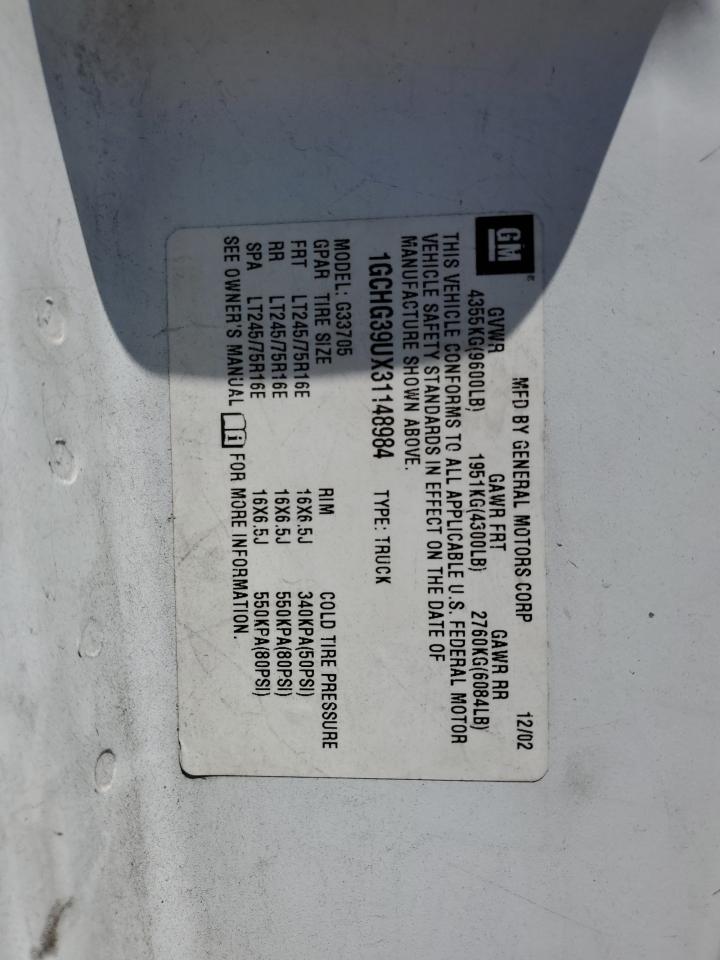 GM® MFD BY GENERAL MOTORS CORP 12/02
GVWR GAWR FRT GAWR RR
4355KG(9600LB) 1951KG(4300LB) 2760KG(6084LB)
THIS VEHICLE CONFORMS TO ALL APPLICABLE U.S. FEDERAL MOTOR
VEHICLE SAFETY STANDARDS IN EFFECT ON THE DATE OF
MANUFACTURE SHOWN ABOVE.
1GCHG39UX31148984 TYPE: TRUCK
MODEL: G33705
GPAR TIRE SIZE RIM COLD TIRE PRESSURE
FRT LT245/75R16E 16X6.5J 340KPA(50PSI)
RR LT245/75R16E 16X6.5J 550KPA(80PSI)
SPA LT245/75R16E 16X6.5J 550KPA(80PSI)
SEE OWNER'S MANUAL i FOR MORE INFORMATION.